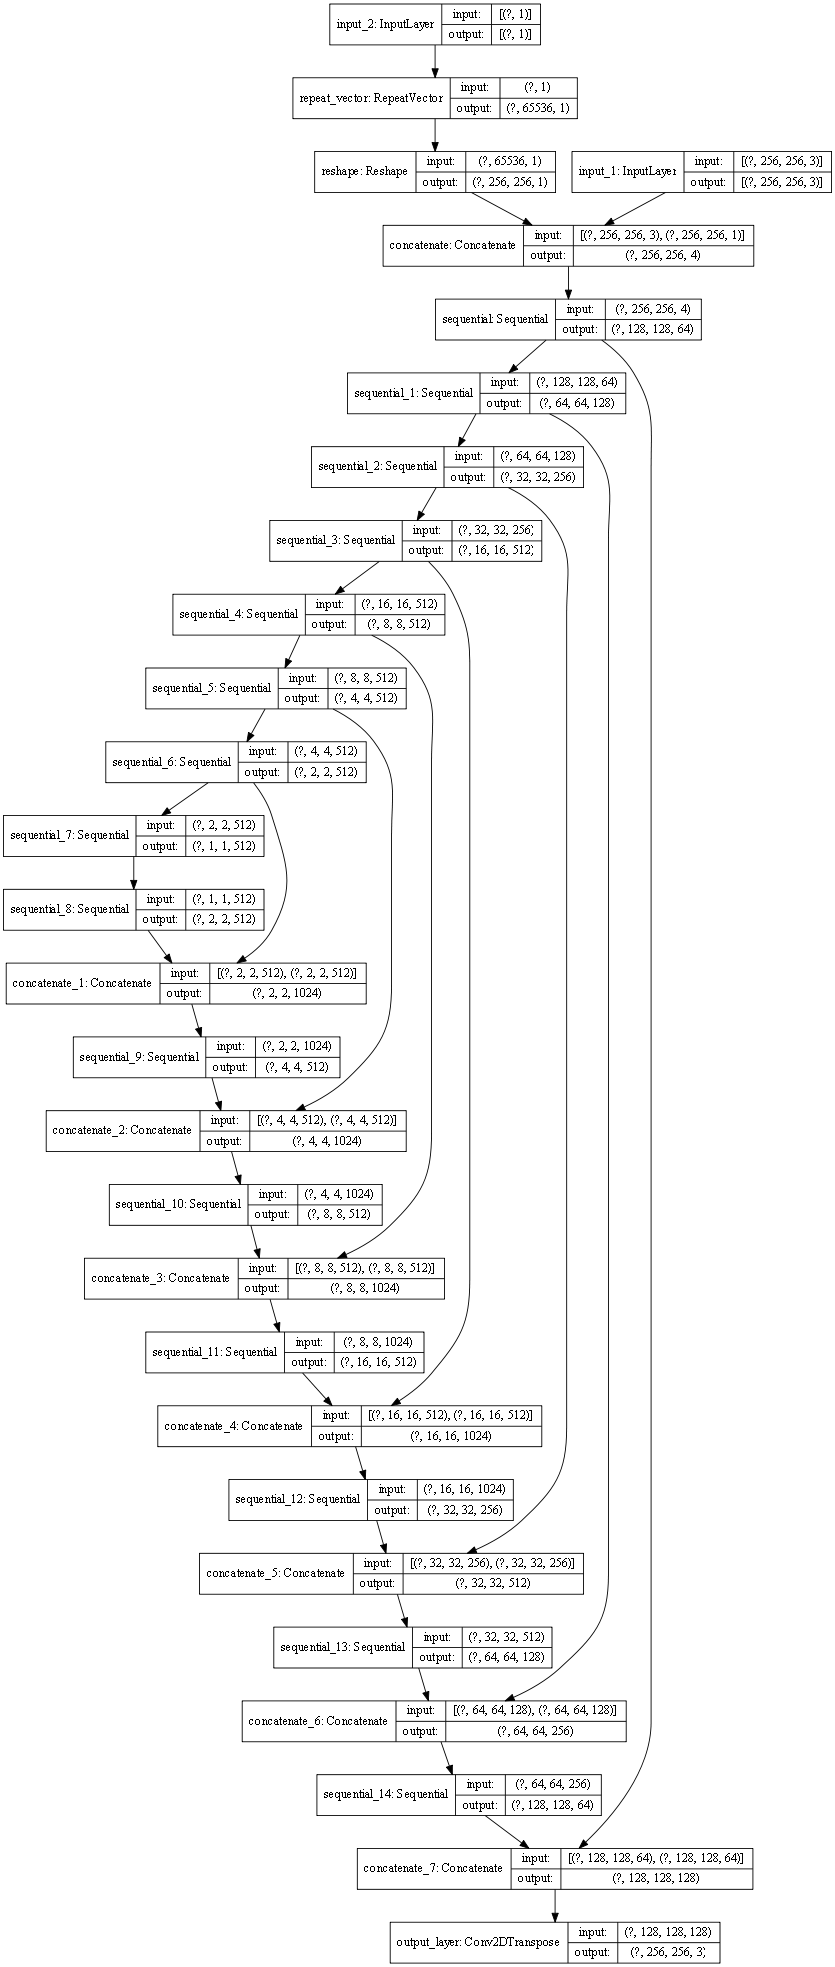 input_2: InputLayer
input: [(?, 1)]
output: [(?, 1)]
repeat_vector: RepeatVector
input: (?, 1)
output: (?, 65536, 1)
reshape: Reshape
input: (?, 65536, 1)
output: (?, 256, 256, 1)
input_1: InputLayer
input: [(?, 256, 256, 3)]
output: [(?, 256, 256, 3)]
concatenate: Concatenate
input: [(?, 256, 256, 3), (?, 256, 256, 1)]
output: (?, 256, 256, 4)
sequential: Sequential
input: (?, 256, 256, 4)
output: (?, 128, 128, 64)
sequential_1: Sequential
input: (?, 128, 128, 64)
output: (?, 64, 64, 128)
sequential_2: Sequential
input: (?, 64, 64, 128)
output: (?, 32, 32, 256)
sequential_3: Sequential
input: (?, 32, 32, 256)
output: (?, 16, 16, 512)
sequential_4: Sequential
input: (?, 16, 16, 512)
output: (?, 8, 8, 512)
sequential_5: Sequential
input: (?, 8, 8, 512)
output: (?, 4, 4, 512)
sequential_6: Sequential
input: (?, 4, 4, 512)
output: (?, 2, 2, 512)
sequential_7: Sequential
input: (?, 2, 2, 512)
output: (?, 1, 1, 512)
sequential_8: Sequential
input: (?, 1, 1, 512)
output: (?, 2, 2, 512)
concatenate_1: Concatenate
input: [(?, 2, 2, 512), (?, 2, 2, 512)]
output: (?, 2, 2, 1024)
sequential_9: Sequential
input: (?, 2, 2, 1024)
output: (?, 4, 4, 512)
concatenate_2: Concatenate
input: [(?, 4, 4, 512), (?, 4, 4, 512)]
output: (?, 4, 4, 1024)
sequential_10: Sequential
input: (?, 4, 4, 1024)
output: (?, 8, 8, 512)
concatenate_3: Concatenate
input: [(?, 8, 8, 512), (?, 8, 8, 512)]
output: (?, 8, 8, 1024)
sequential_11: Sequential
input: (?, 8, 8, 1024)
output: (?, 16, 16, 512)
concatenate_4: Concatenate
input: [(?, 16, 16, 512), (?, 16, 16, 512)]
output: (?, 16, 16, 1024)
sequential_12: Sequential
input: (?, 16, 16, 1024)
output: (?, 32, 32, 256)
concatenate_5: Concatenate
input: [(?, 32, 32, 256), (?, 32, 32, 256)]
output: (?, 32, 32, 512)
sequential_13: Sequential
input: (?, 32, 32, 512)
output: (?, 64, 64, 128)
concatenate_6: Concatenate
input: [(?, 64, 64, 128), (?, 64, 64, 128)]
output: (?, 64, 64, 256)
sequential_14: Sequential
input: (?, 64, 64, 256)
output: (?, 128, 128, 64)
concatenate_7: Concatenate
input: [(?, 128, 128, 64), (?, 128, 128, 64)]
output: (?, 128, 128, 128)
output_layer: Conv2DTranspose
input: (?, 128, 128, 128)
output: (?, 256, 256, 3)